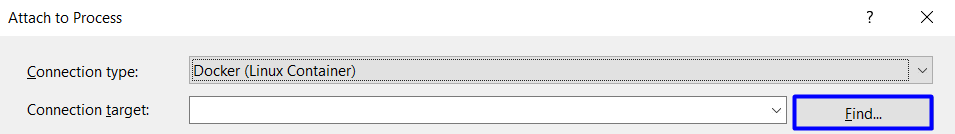 Attach to Process ?
Connection type: Docker (Linux Container)
Connection target: Find...